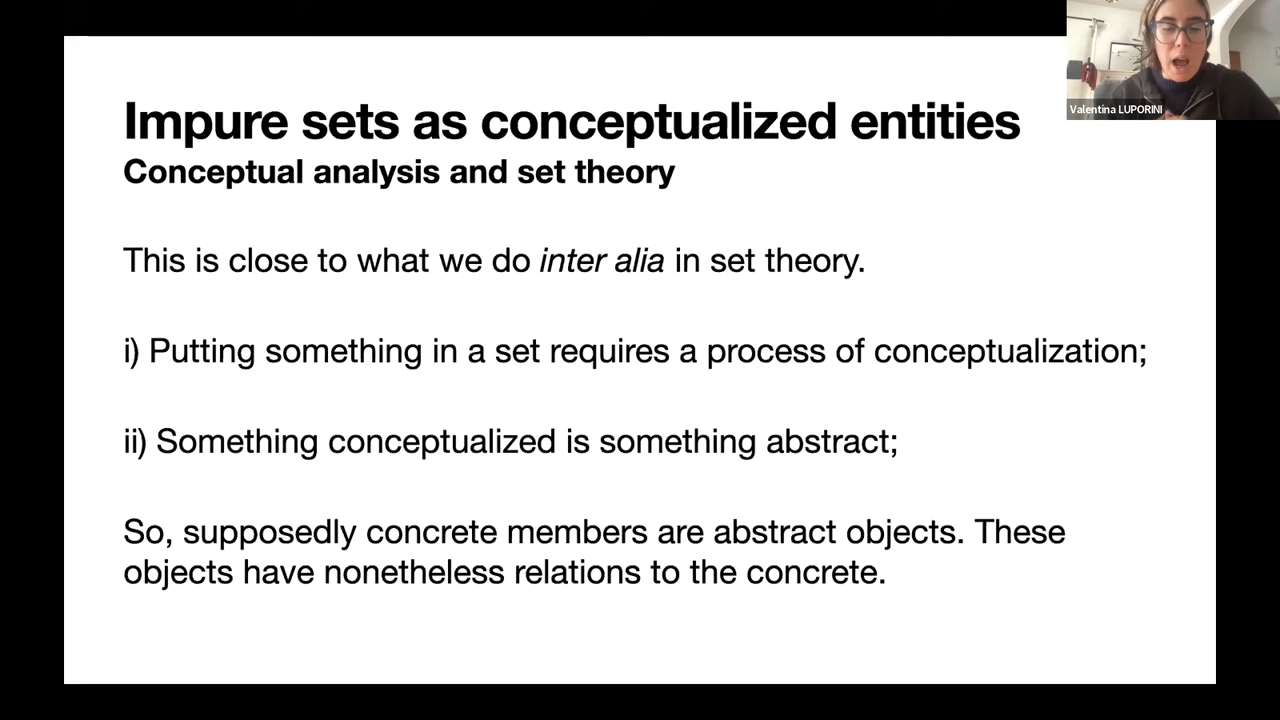 Impure sets as conceptualized entities
Conceptual analysis and set theory
This is close to what we do inter alia in set theory.
i) Putting something in a set requires a process of conceptualization;
ii) Something conceptualized is something abstract;
So, supposedly concrete members are abstract objects. These
objects have nonetheless relations to the concrete.
Valentina LUPORINI